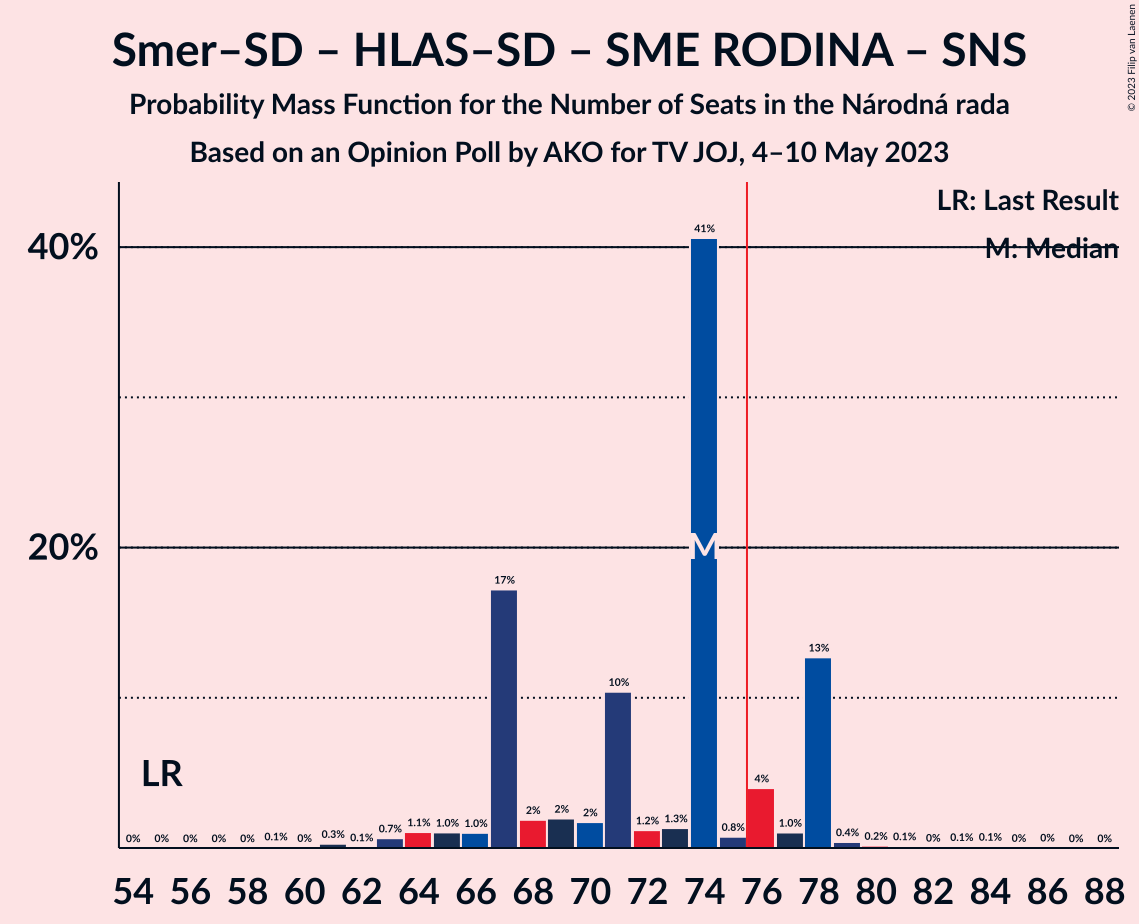 Smer–SD – HLAS–SD – SME RODINA – SNS
Probability Mass Function for the Number of Seats in the Národná rada
Based on an Opinion Poll by AKO for TV JOJ, 4–10 May 2023
© 2023 Filip van Laenen
LR: Last Result
M: Median
40%
20%
41%
M
17%
13%
10%
4%
LR
0% 0% 0% 0% 0% 0.1% 0% 0.3% 0.1% 0.7% 1.1% 1.0% 1.0% 2% 2% 2% 1.2% 1.3% 0.8% 1.0% 0.4% 0.2% 0.1% 0% 0.1% 0.1% 0% 0% 0% 0%
54 56 58 60 62 64 66 68 70 72 74 76 78 80 82 84 86 88